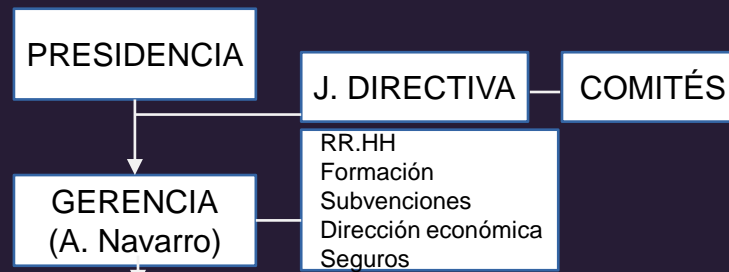 PRESIDENCIA
J. DIRECTIVA
COMITÉS
RR.HH
Formación
Subvenciones
Dirección económica
Seguros
GERENCIA
(A. Navarro)